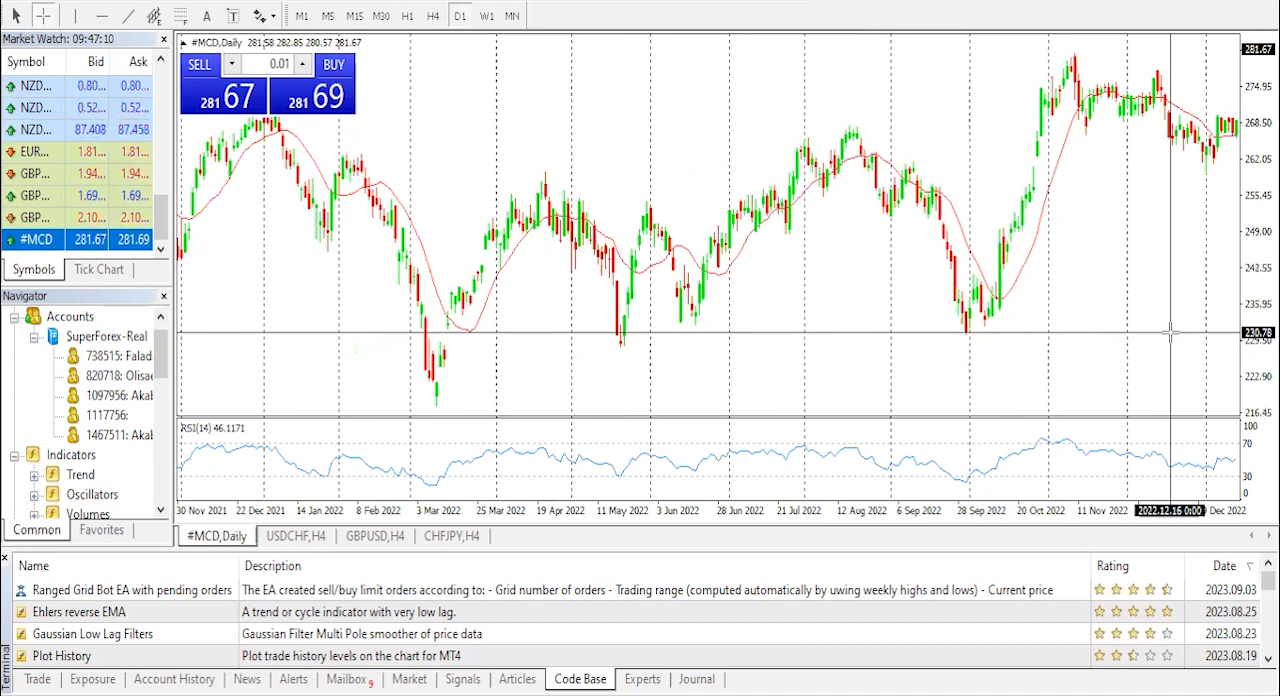 A T M1 M5 M15 M30 H1 H4 D1 W1 MN
Market Watch: 09:47:10
Symbol Bid Ask
NZD... 0.80... 0.80...
NZD... 0.52... 0.52...
NZD... 87.408 87.458
EUR... 1.81... 1.81...
GBP... 1.94... 1.94...
GBP... 1.69... 1.69...
GBP... 2.10... 2.10...
#MCD 281.67 281.69
Symbols Tick Chart
Navigator
Accounts
SuperForex-Real
738515: Falad
820718: Olisae
1097956: Akab
1117756:
1467511: Akab
Indicators
Trend
Oscillators
Volumes
Common Favorites
#MCD,Daily 281.58 282.85 280.57 281.67
SELL 0.01 BUY
281 67 281 69
281.67
274.95
268.50
262.05
255.45
249.00
242.55
235.95
230.78
229.50
222.90
216.45
RSI(14) 46.1171
100
70
30
0
30 Nov 2021 22 Dec 2021 14 Jan 2022 8 Feb 2022 3 Mar 2022 25 Mar 2022 19 Apr 2022 11 May 2022 3 Jun 2022 28 Jun 2022 21 Jul 2022 12 Aug 2022 6 Sep 2022 28 Sep 2022 20 Oct 2022 11 Nov 2022 2022.12.16 0:00 Dec 2022
#MCD,Daily USDCHF,H4 GBPUSD,H4 CHFJPY,H4
Name Description Rating Date
Ranged Grid Bot EA with pending orders The EA created sell/buy limit orders according to: - Grid number of orders - Trading range (computed automatically by uwing weekly highs and lows) - Current price 2023.09.03
Ehlers reverse EMA A trend or cycle indicator with very low lag. 2023.08.25
Gaussian Low Lag Filters Gaussian Filter Multi Pole smoother of price data 2023.08.23
Plot History Plot trade history levels on the chart for MT4 2023.08.19
Terminal
Trade Exposure Account History News Alerts Mailbox 9 Market Signals Articles Code Base Experts Journal